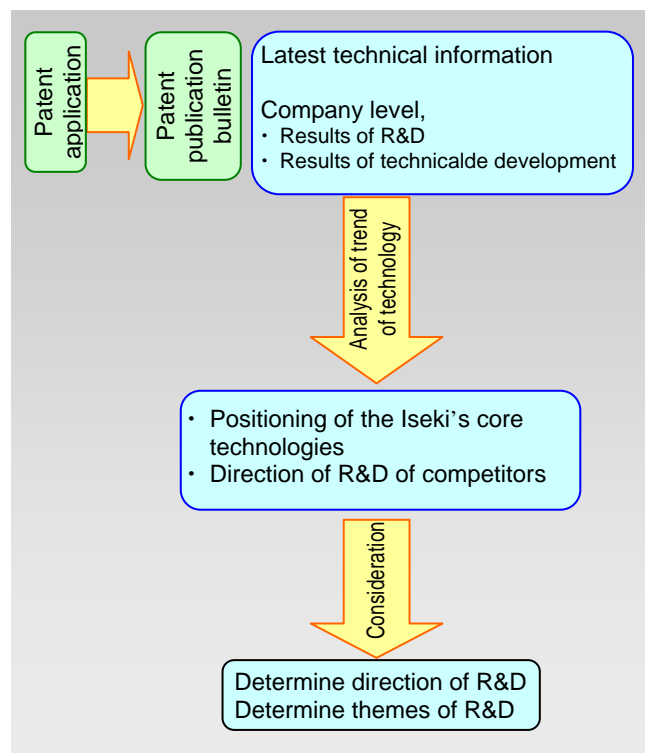 Patent
application
Patent
publication
bulletin
Latest technical information
Company level,
・ Results of R&D
・ Results of technicalde development
Analysis of trend
of technology
・ Positioning of the Iseki’s core
technologies
・ Direction of R&D of competitors
Consideration
Determine direction of R&D
Determine themes of R&D